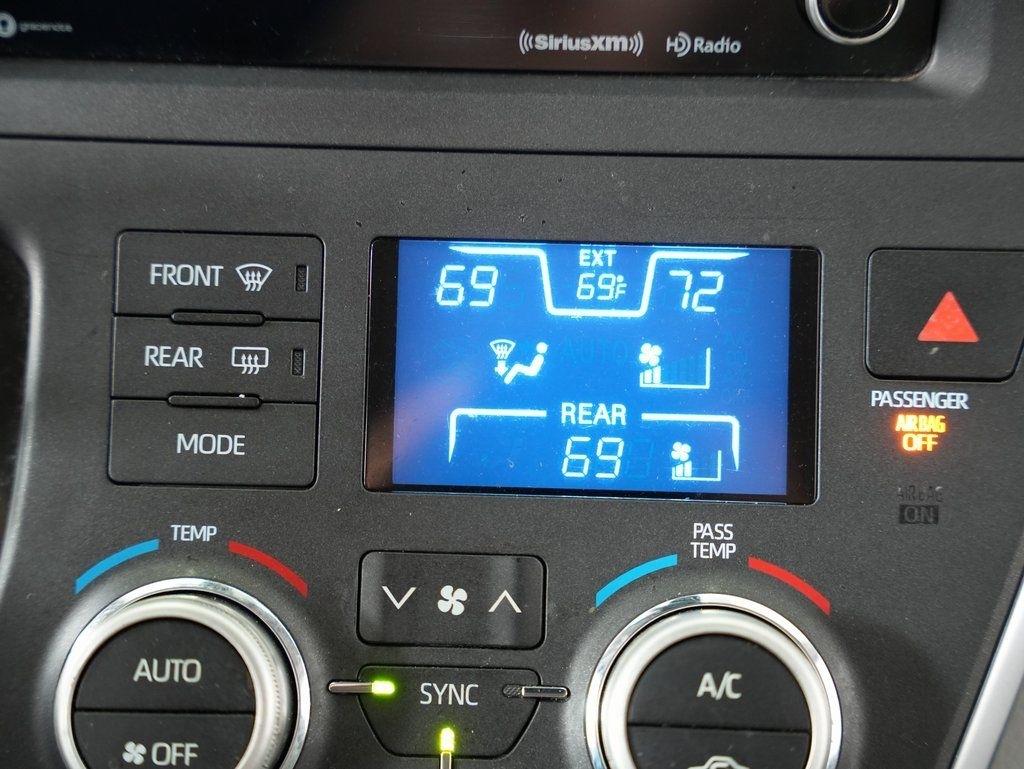 gracenote
SiriusXM
HD Radio
FRONT
REAR
MODE
EXT
69 69°F 72
REAR
69
PASSENGER
AIRBAG
OFF
AIRBAG
ON
TEMP
PASS
TEMP
AUTO
OFF
SYNC
A/C